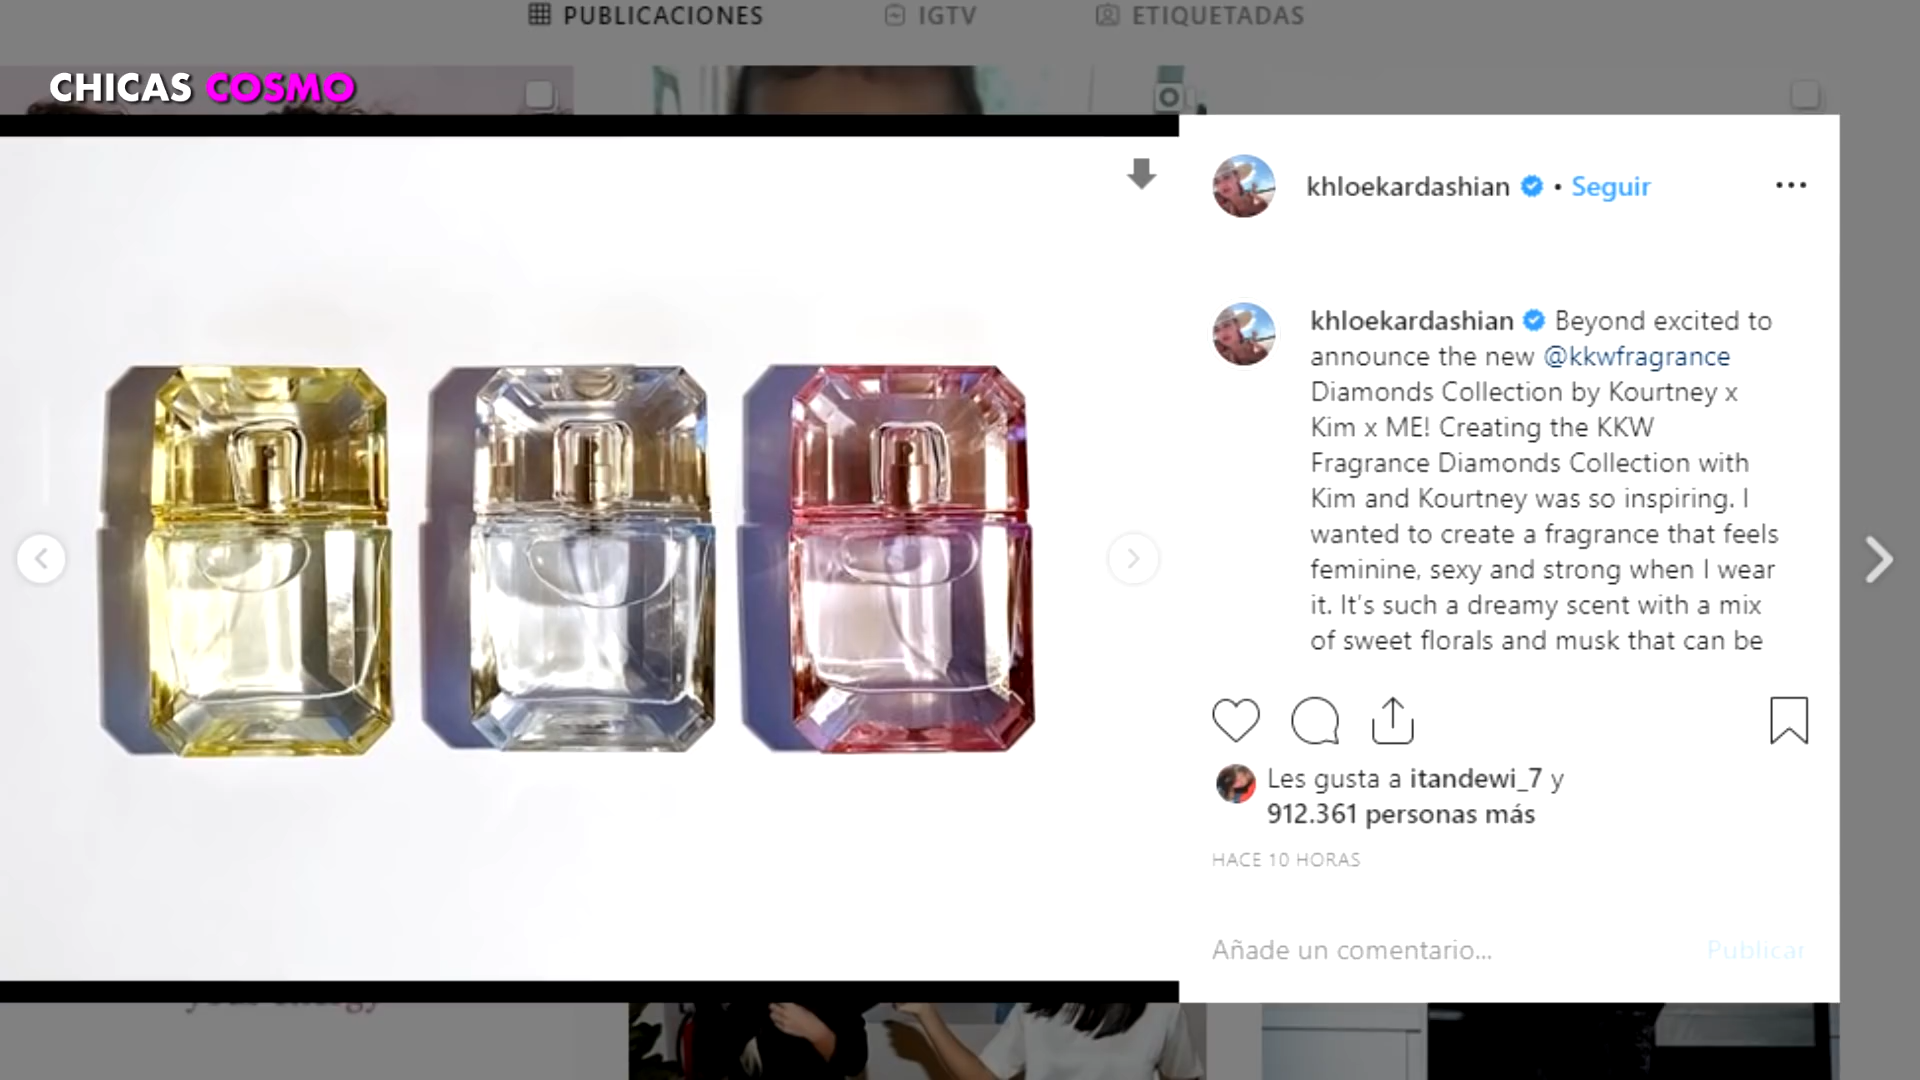 PUBLICACIONES IGTV ETIQUETADAS
CHICAS COSMO
khloekardashian • Seguir
khloekardashian Beyond excited to
announce the new @kkwfragrance
Diamonds Collection by Kourtney x
Kim x ME! Creating the KKW
Fragrance Diamonds Collection with
Kim and Kourtney was so inspiring. I
wanted to create a fragrance that feels
feminine, sexy and strong when I wear
it. It's such a dreamy scent with a mix
of sweet florals and musk that can be
Les gusta a itandewi_7 y
912.361 personas más
HACE 10 HORAS
Añade un comentario... Publicar
your energy